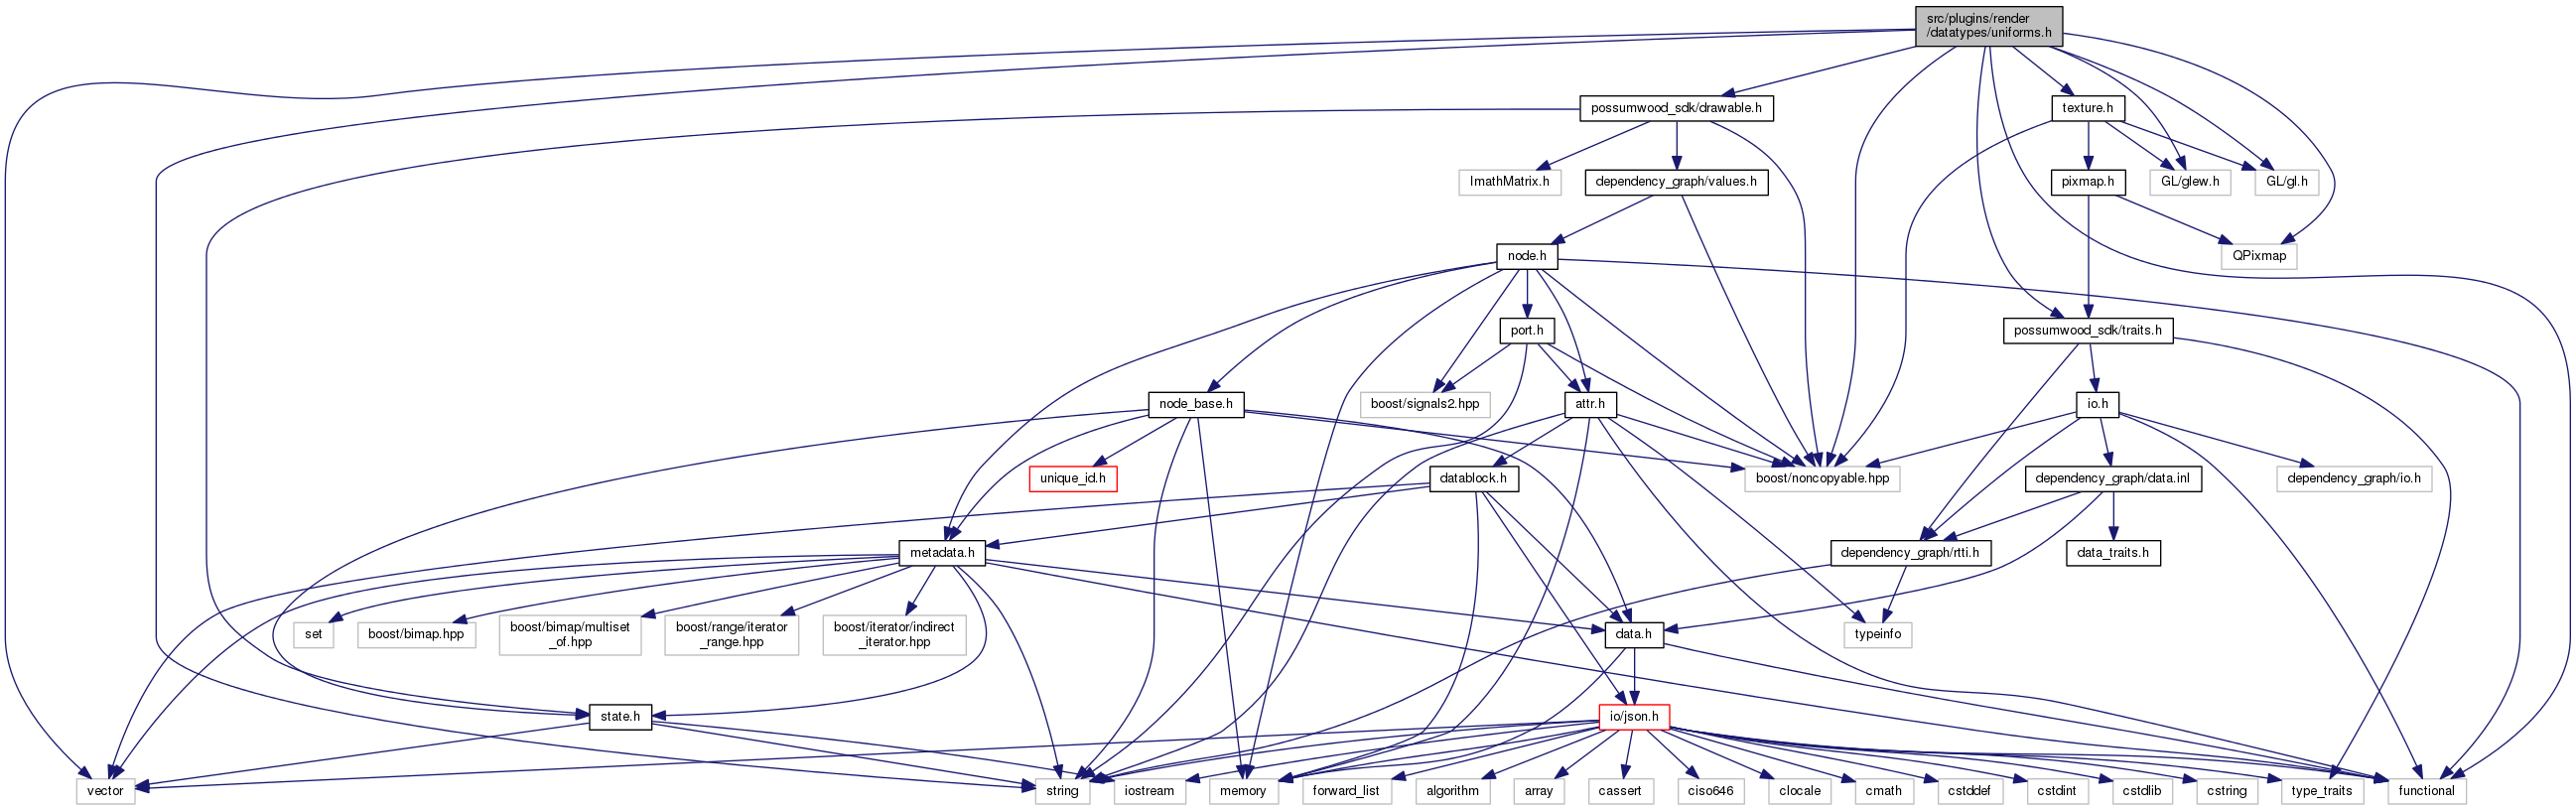 src/plugins/render
/datatypes/uniforms.h
possumwood_sdk/drawable.h
texture.h
ImathMatrix.h
dependency_graph/values.h
pixmap.h
GL/glew.h
GL/gl.h
node.h
QPixmap
port.h
possumwood_sdk/traits.h
node_base.h
boost/signals2.hpp
attr.h
io.h
unique_id.h
datablock.h
boost/noncopyable.hpp
dependency_graph/data.inl
dependency_graph/io.h
metadata.h
dependency_graph/rtti.h
data_traits.h
set
boost/bimap.hpp
boost/bimap/multiset
_of.hpp
boost/range/iterator
_range.hpp
boost/iterator/indirect
_iterator.hpp
data.h
typeinfo
state.h
io/json.h
vector
string
iostream
memory
forward_list
algorithm
array
cassert
ciso646
clocale
cmath
cstddef
cstdint
cstdlib
cstring
type_traits
functional